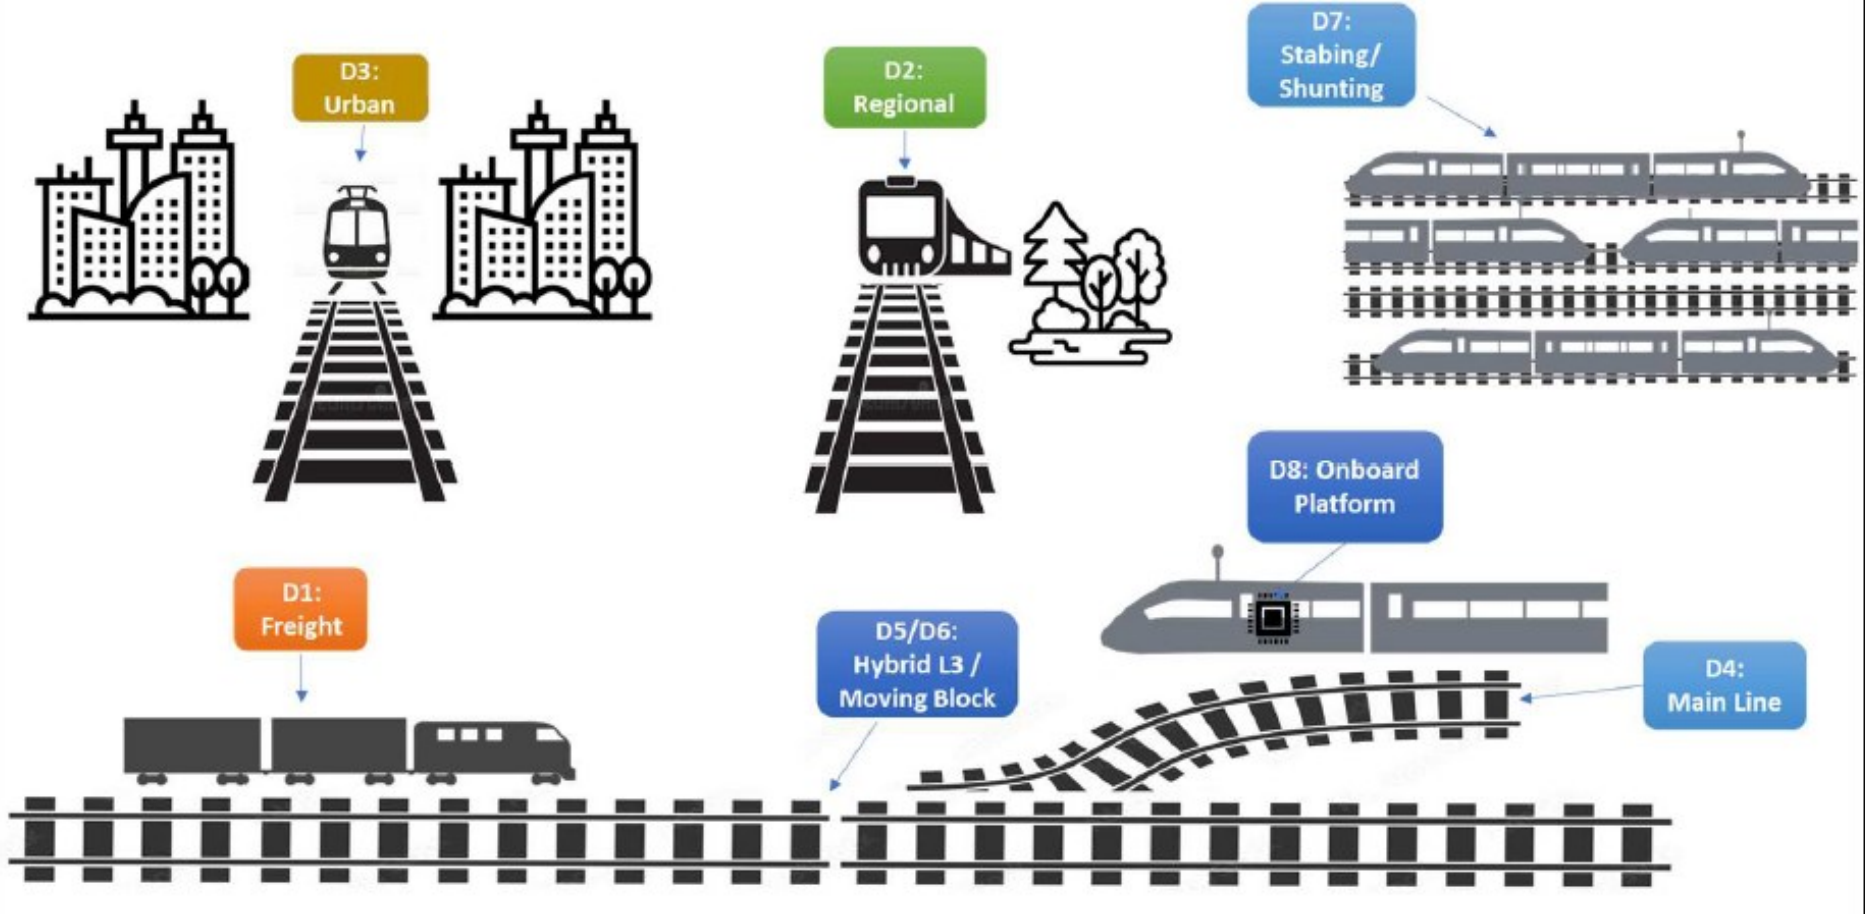 D3:
Urban
D2:
Regional
D7:
Stabing/
Shunting
D8: Onboard
Platform
D1:
Freight
D5/D6:
Hybrid L3 /
Moving Block
D4:
Main Line